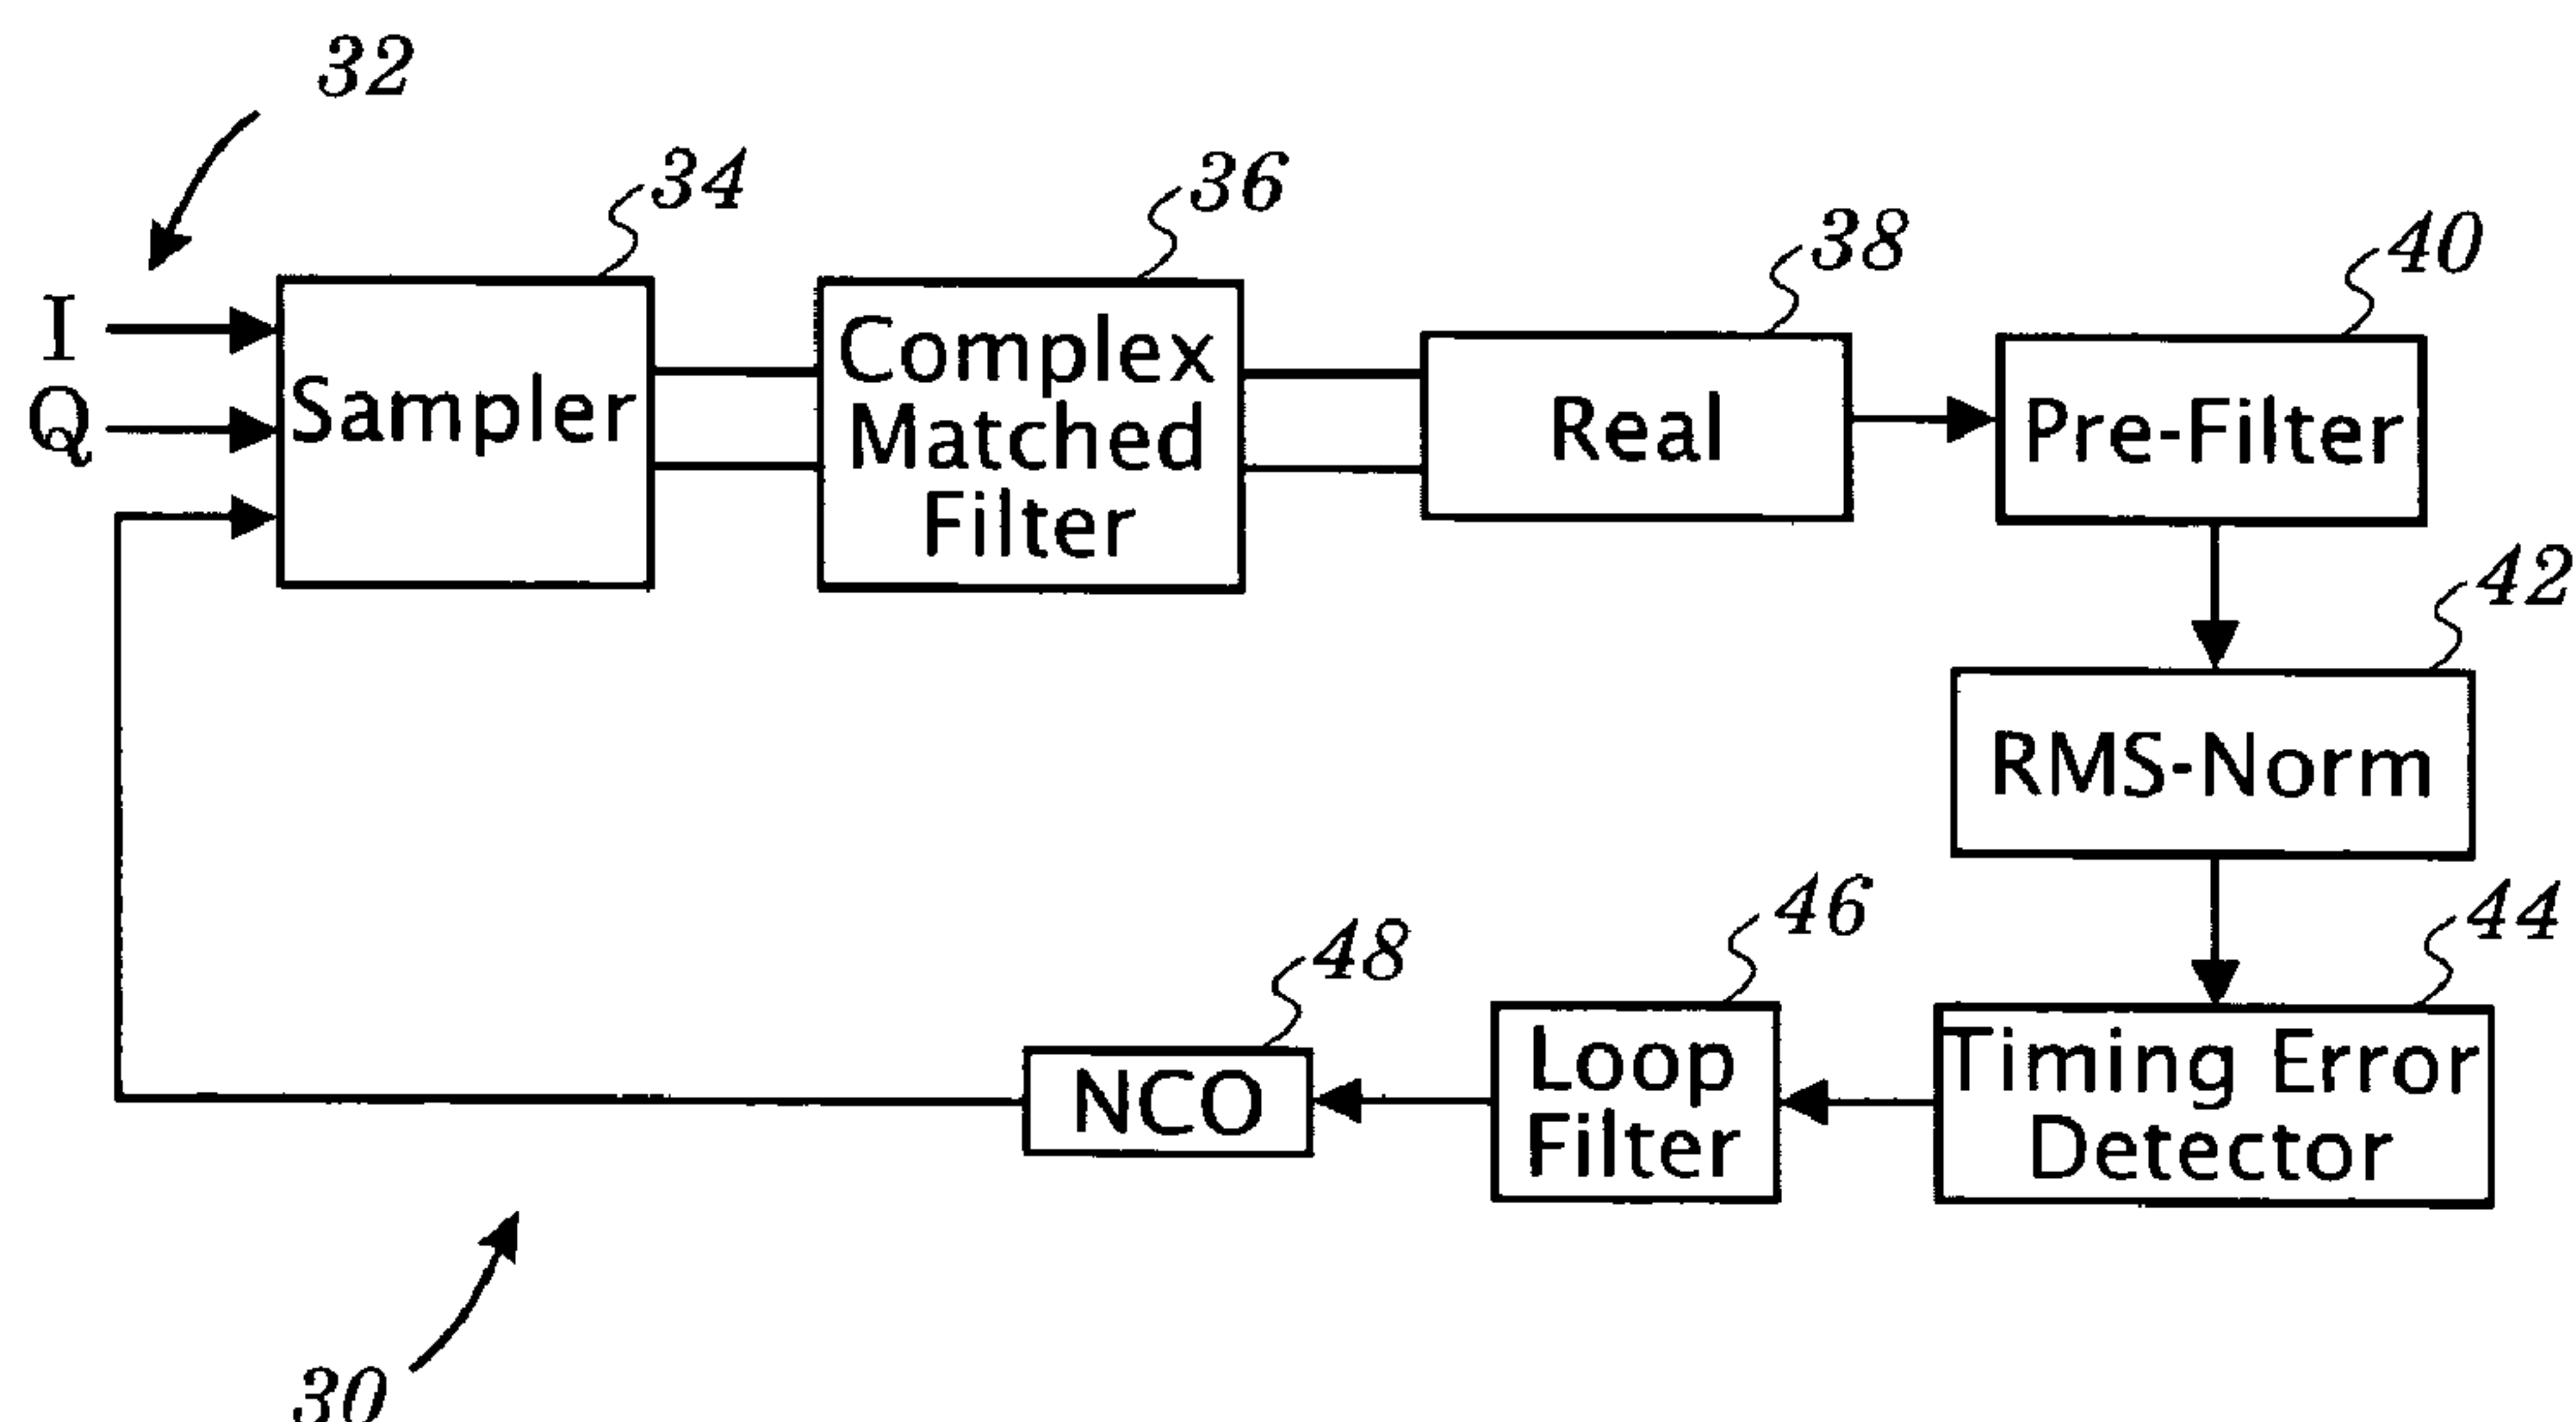 32
34
36
38
40
I
Q
Sampler
Complex
Matched
Filter
Real
Pre-Filter
42
RMS-Norm
44
46
48
NCO
Loop
Filter
Timing Error
Detector
30